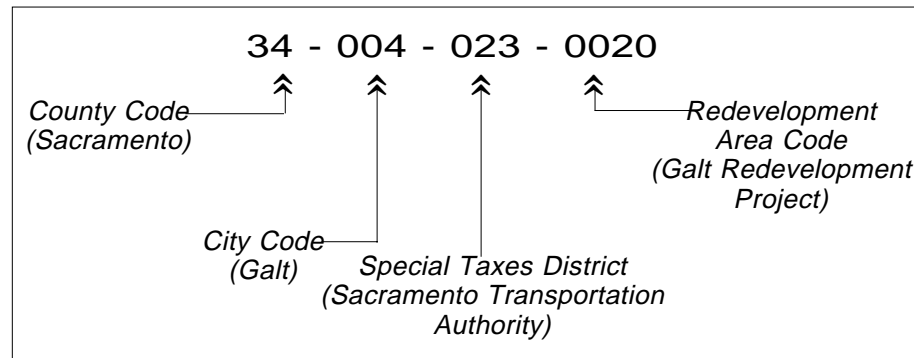 34 - 004 - 023 - 0020
County Code
(Sacramento)
Redevelopment
Area Code
(Galt Redevelopment
Project)
City Code
(Galt)
Special Taxes District
(Sacramento Transportation
Authority)